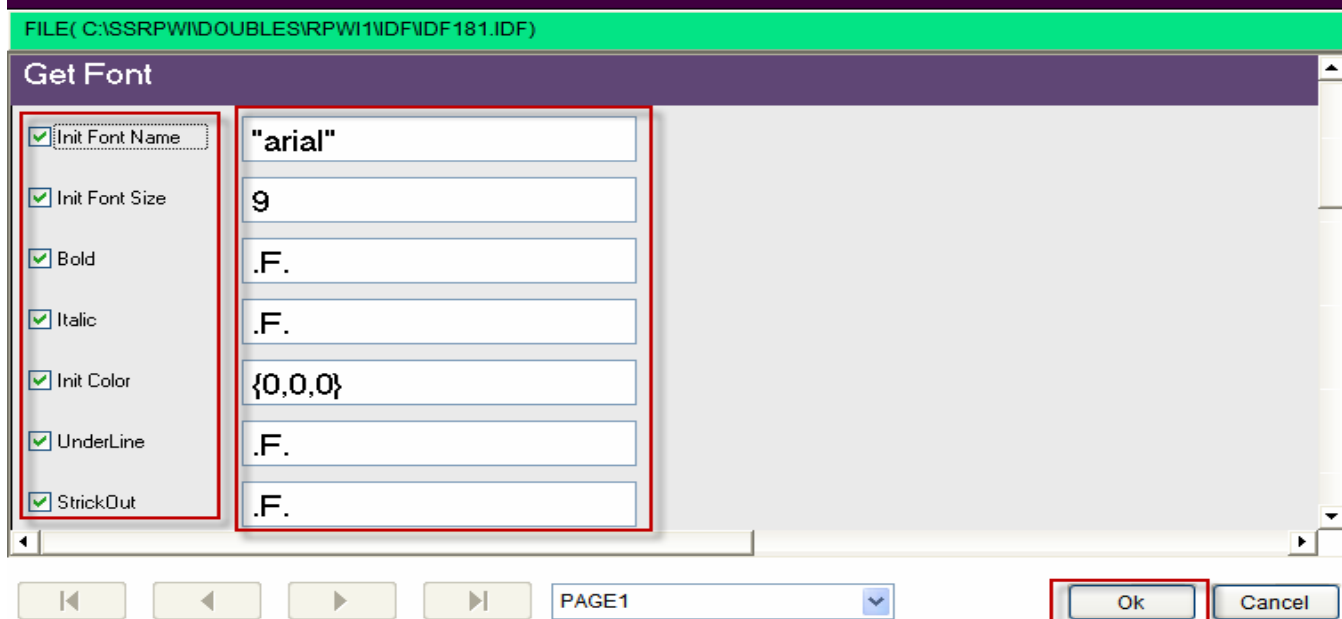 FILE( C:\SSRPWI\DOUBLES\RPWI1\IDF\IDF181.IDF)
Get Font
Init Font Name "arial"
Init Font Size 9
Bold .F.
Italic .F.
Init Color {0,0,0}
UnderLine .F.
StrickOut .F.
PAGE1 Ok Cancel